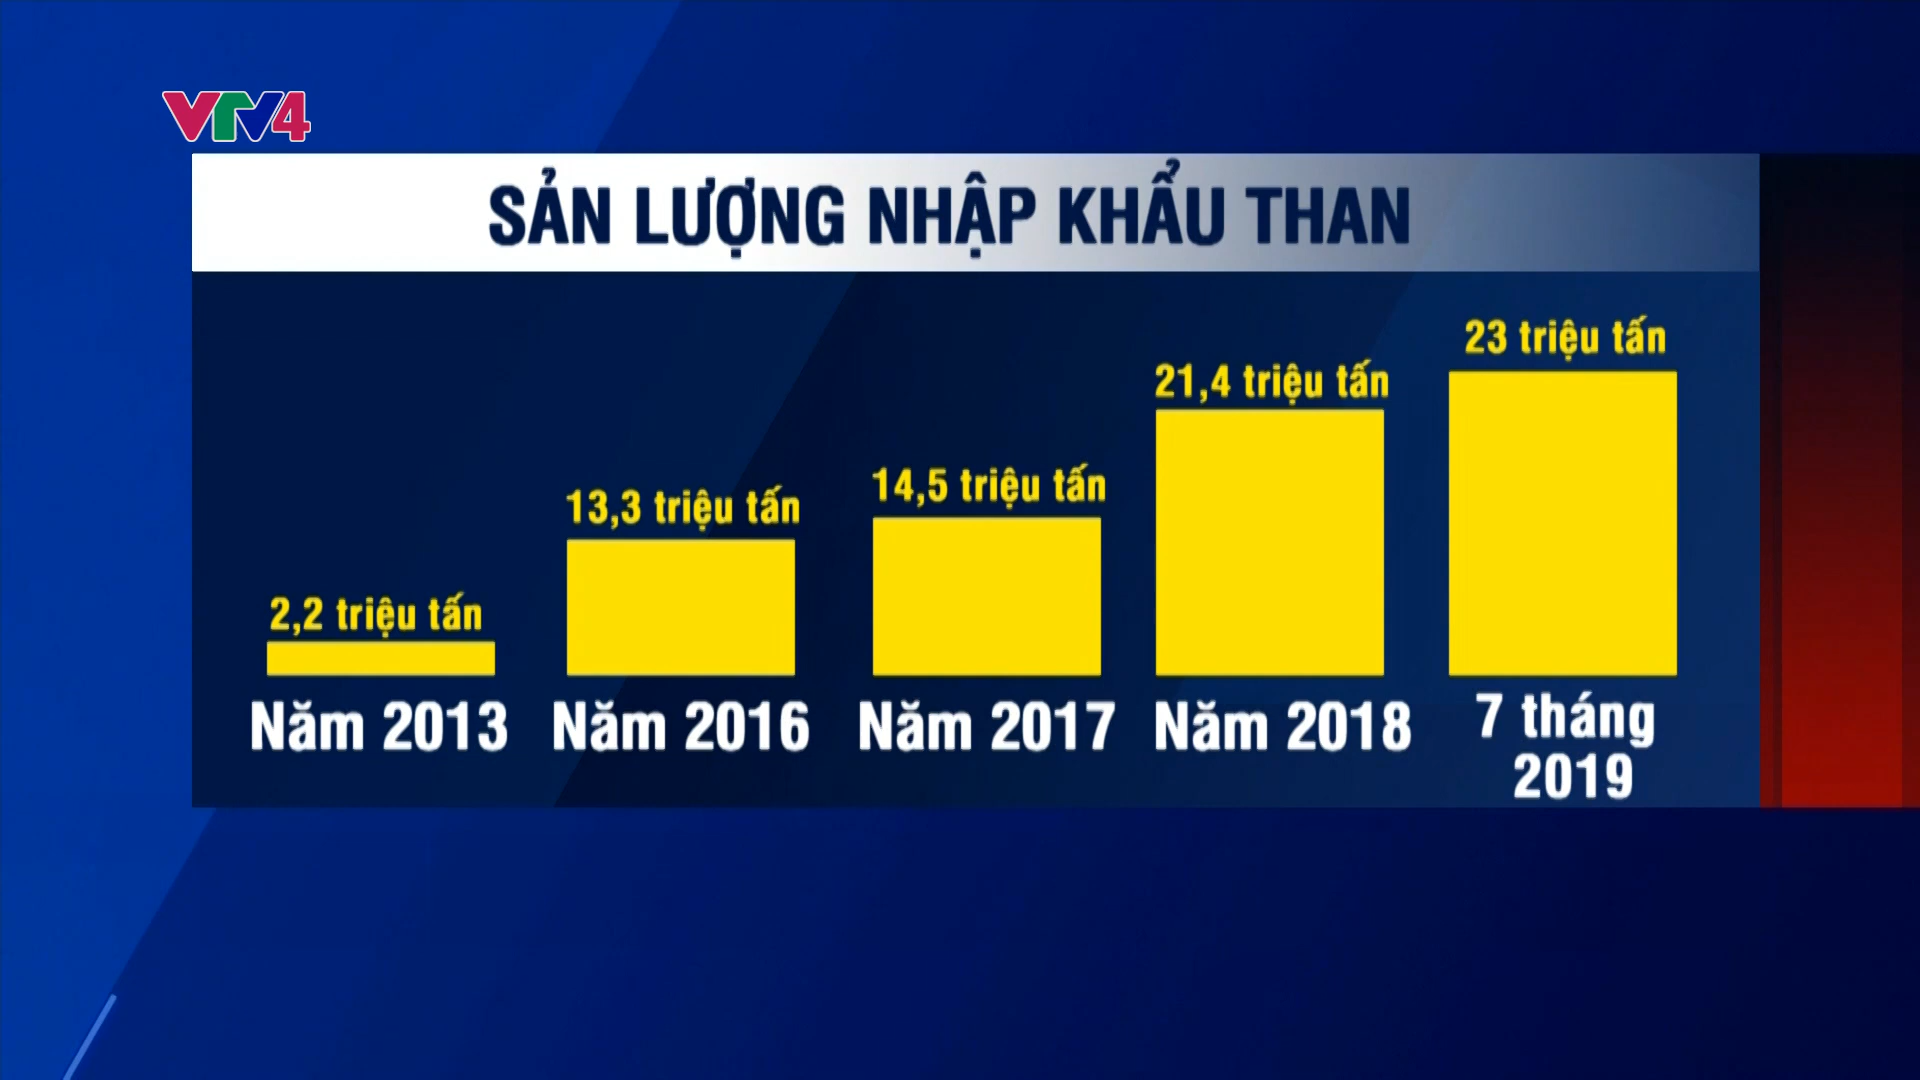 VTV4
SẢN LƯỢNG NHẬP KHẨU THAN
2,2 triệu tấn
13,3 triệu tấn
14,5 triệu tấn
21,4 triệu tấn
23 triệu tấn
Năm 2013
Năm 2016
Năm 2017
Năm 2018
7 tháng
2019